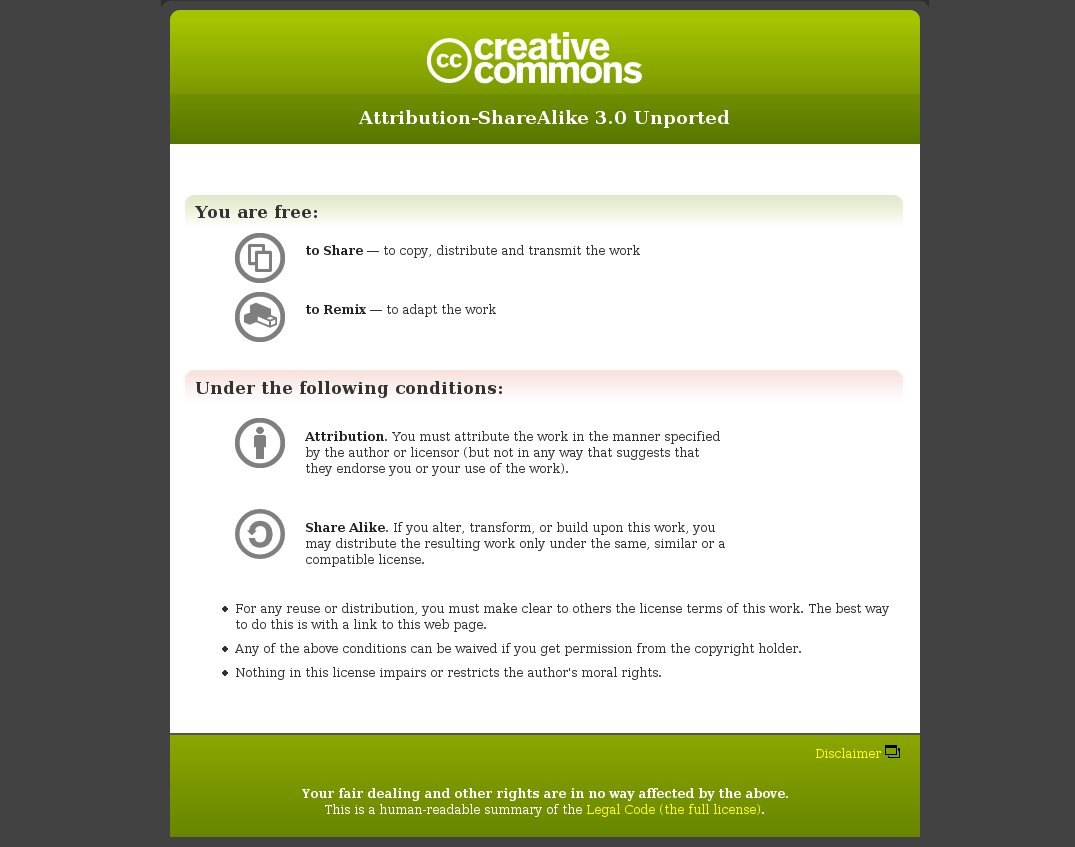 cc creative
commons
Attribution-ShareAlike 3.0 Unported
You are free:
to Share — to copy, distribute and transmit the work
to Remix — to adapt the work
Under the following conditions:
Attribution. You must attribute the work in the manner specified
by the author or licensor (but not in any way that suggests that
they endorse you or your use of the work).
Share Alike. If you alter, transform, or build upon this work, you
may distribute the resulting work only under the same, similar or a
compatible license.
For any reuse or distribution, you must make clear to others the license terms of this work. The best way
to do this is with a link to this web page.
Any of the above conditions can be waived if you get permission from the copyright holder.
Nothing in this license impairs or restricts the author's moral rights.
Disclaimer
Your fair dealing and other rights are in no way affected by the above.
This is a human-readable summary of the Legal Code (the full license).